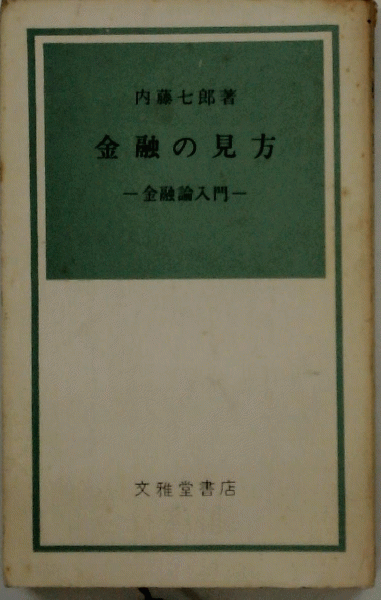 内藤七郎著
金融の見方
―金融論入門―
文雅堂書店